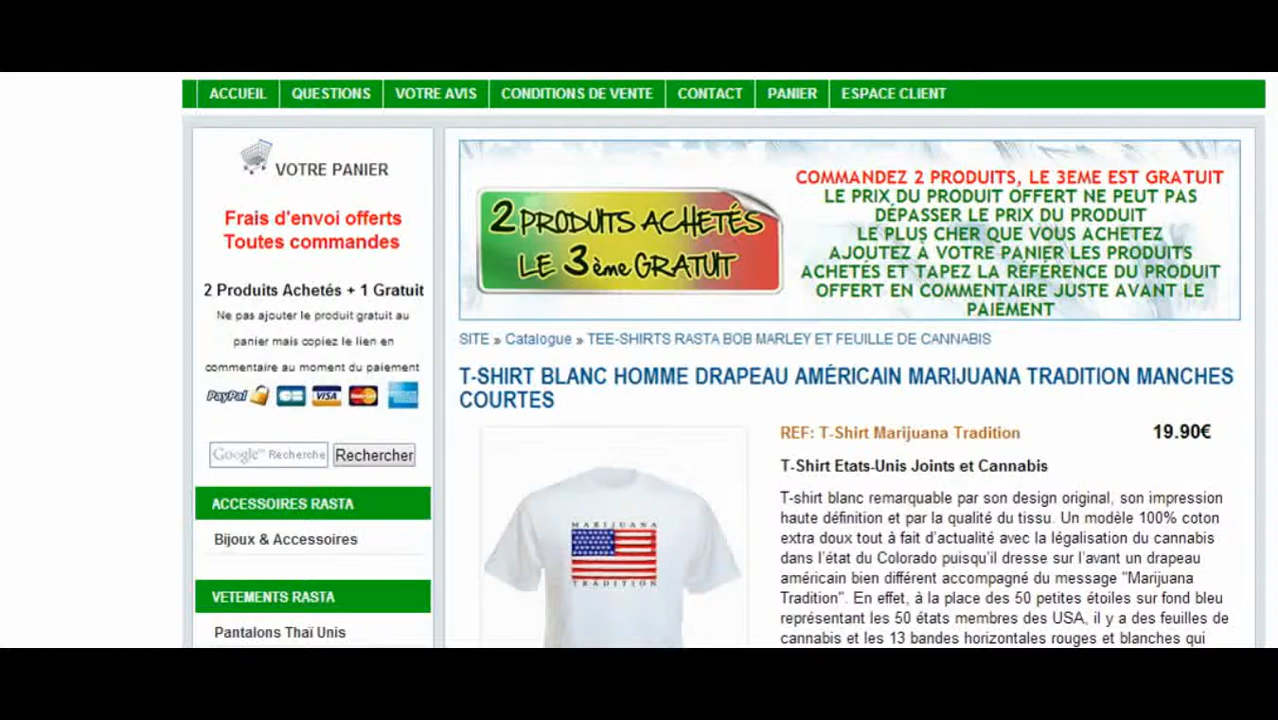 ACCUEIL QUESTIONS VOTRE AVIS CONDITIONS DE VENTE CONTACT PANIER ESPACE CLIENT
VOTRE PANIER
Frais d'envoi offerts
Toutes commandes
2 Produits Achetés + 1 Gratuit
Ne pas ajouter le produit gratuit au
panier mais copiez le lien en
commentaire au moment du paiement
PayPal VISA MasterCard
Google™ Recherche Rechercher
ACCESSOIRES RASTA
Bijoux & Accessoires
VETEMENTS RASTA
Pantalons Thaï Unis
2 PRODUITS ACHETÉS
LE 3ème GRATUIT
COMMANDEZ 2 PRODUITS, LE 3EME EST GRATUIT
LE PRIX DU PRODUIT OFFERT NE PEUT PAS
DÉPASSER LE PRIX DU PRODUIT
LE PLUS CHER QUE VOUS ACHETEZ
AJOUTEZ À VOTRE PANIER LES PRODUITS
ACHETÉS ET TAPEZ LA RÉFERENCE DU PRODUIT
OFFERT EN COMMENTAIRE JUSTE AVANT LE
PAIEMENT
SITE » Catalogue » TEE-SHIRTS RASTA BOB MARLEY ET FEUILLE DE CANNABIS
T-SHIRT BLANC HOMME DRAPEAU AMÉRICAIN MARIJUANA TRADITION MANCHES
COURTES
MARIJUANA
TRADITION
REF: T-Shirt Marijuana Tradition 19.90€
T-Shirt Etats-Unis Joints et Cannabis
T-shirt blanc remarquable par son design original, son impression
haute définition et par la qualité du tissu. Un modèle 100% coton
extra doux tout à fait d'actualité avec la légalisation du cannabis
dans l'état du Colorado puisqu'il dresse sur l'avant un drapeau
américain bien différent accompagné du message "Marijuana
Tradition". En effet, à la place des 50 petites étoiles sur fond bleu
représentant les 50 états membres des USA, il y a des feuilles de
cannabis et les 13 bandes horizontales rouges et blanches qui